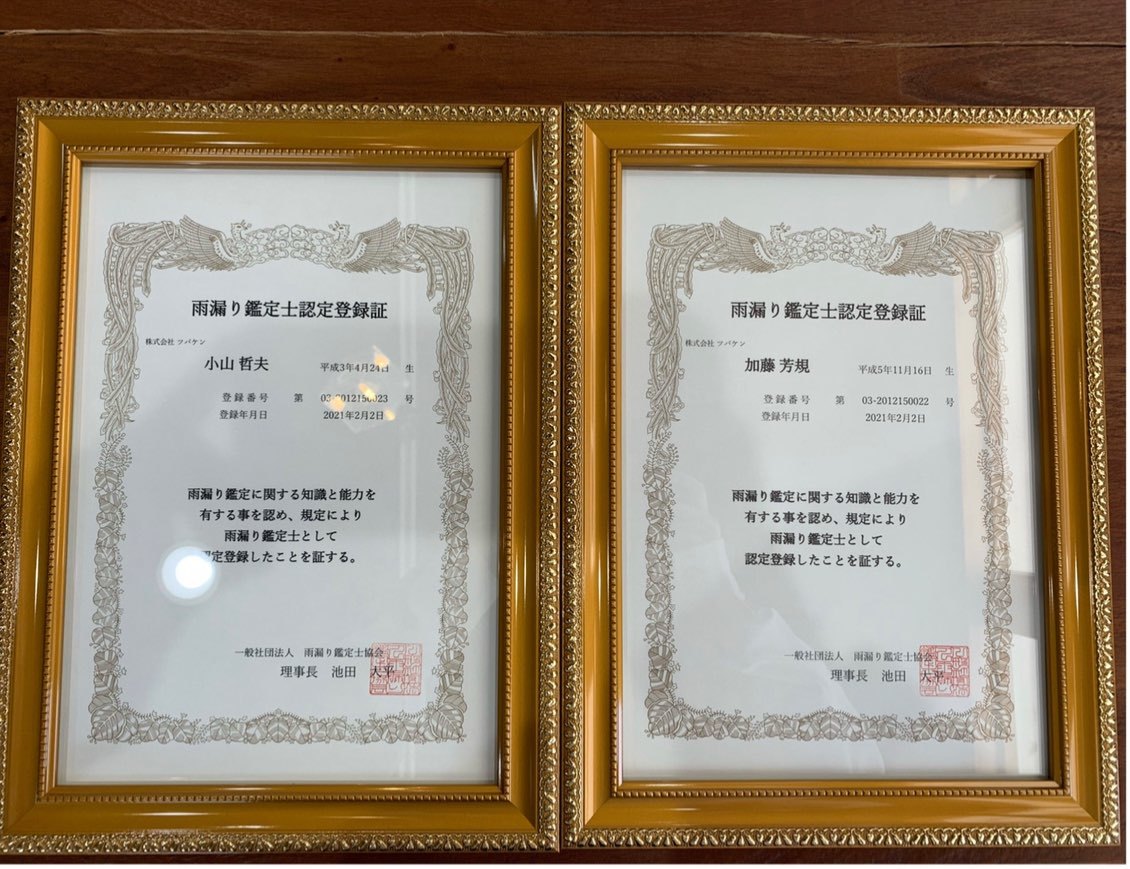 雨漏り鑑定士認定登録証
株式会社 ツバケン
小山 哲夫 平成3年4月24日 生
登録番号 第 03-2012150023 号
登録年月日 2021年2月2日
雨漏り鑑定に関する知識と能力を
有する事を認め、規定により
雨漏り鑑定士として
認定登録したことを証する。
一般社団法人 雨漏り鑑定士協会
理事長 池田 大平
雨漏り鑑定士認定登録証
株式会社 ツバケン
加藤 芳規 平成5年11月16日 生
登録番号 第 03-2012150022 号
登録年月日 2021年2月2日
雨漏り鑑定に関する知識と能力を
有する事を認め、規定により
雨漏り鑑定士として
認定登録したことを証する。
一般社団法人 雨漏り鑑定士協会
理事長 池田 大平